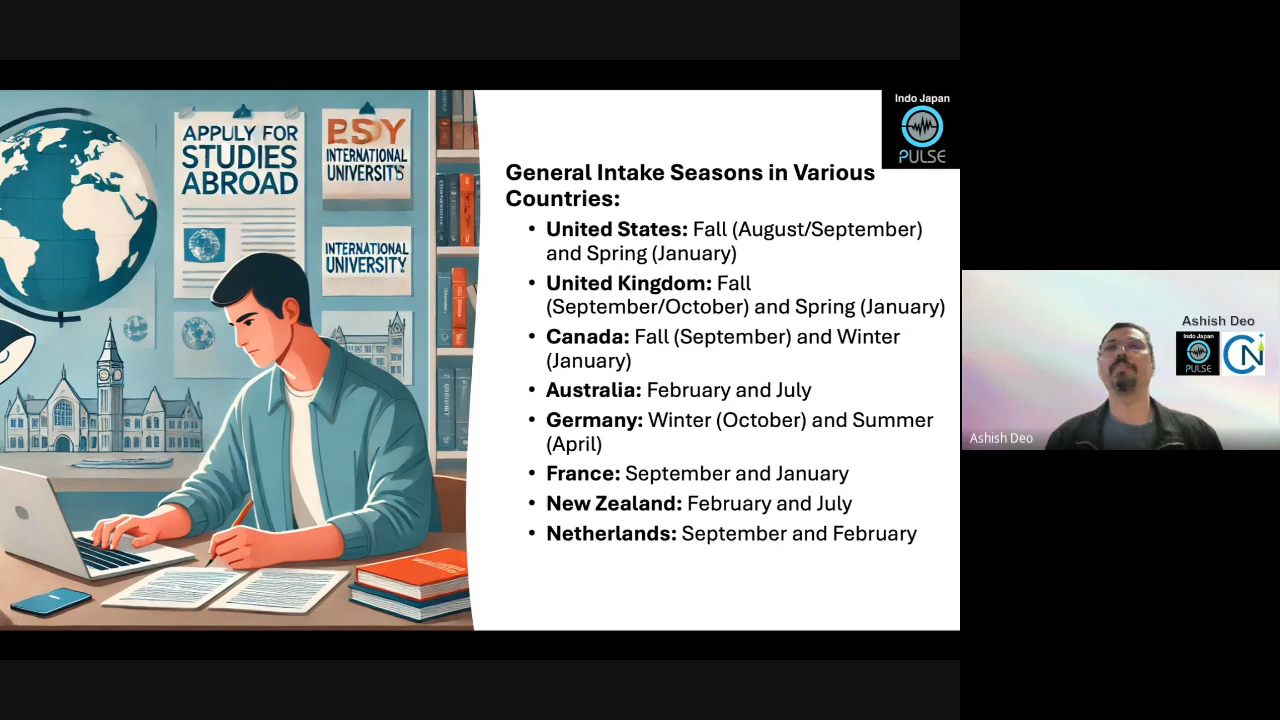 APPULY FOR
STUDIES
ABROAD
INTERNATIONAL
UNIVERSITY
Indo Japan
PULSE
General Intake Seasons in Various
Countries:
• United States: Fall (August/September)
and Spring (January)
• United Kingdom: Fall
(September/October) and Spring (January)
• Canada: Fall (September) and Winter
(January)
• Australia: February and July
• Germany: Winter (October) and Summer
(April)
• France: September and January
• New Zealand: February and July
• Netherlands: September and February
Ashish Deo
Indo Japan
PULSE
CN
Ashish Deo